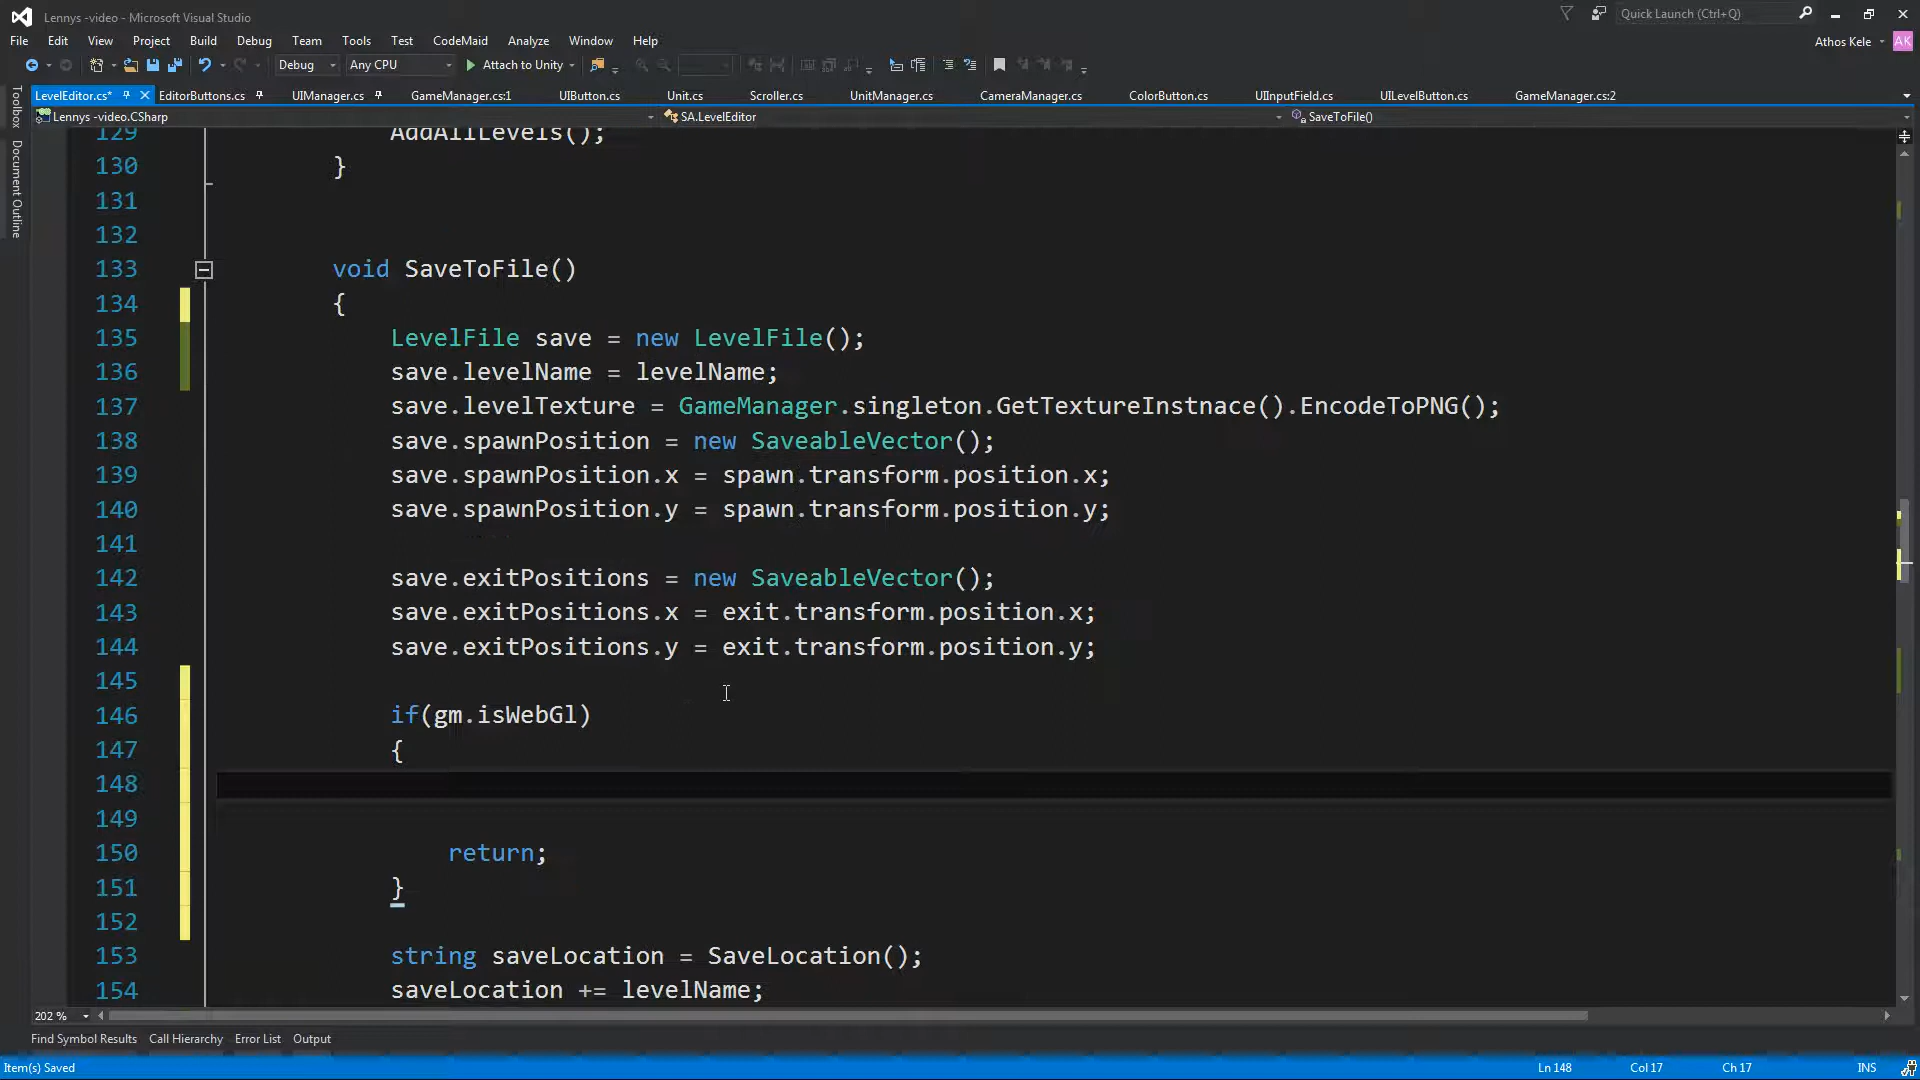 Lennys -video - Microsoft Visual Studio
Quick Launch (Ctrl+Q)
File Edit View Project Build Debug Team Tools Test CodeMaid Analyze Window Help
Athos Kele AK
Debug Any CPU Attach to Unity
LevelEditor.cs* EditorButtons.cs UIManager.cs GameManager.cs:1 UIButton.cs Unit.cs Scroller.cs UnitManager.cs CameraManager.cs ColorButton.cs UIInputField.cs UILevelButton.cs GameManager.cs:2
Lennys -video.CSharp SA.LevelEditor SaveToFile()
Toolbox
Document Outline
129 AddAllLevels();
130 }
131
132
133 void SaveToFile()
134 {
135 LevelFile save = new LevelFile();
136 save.levelName = levelName;
137 save.levelTexture = GameManager.singleton.GetTextureInstnace().EncodeToPNG();
138 save.spawnPosition = new SaveableVector();
139 save.spawnPosition.x = spawn.transform.position.x;
140 save.spawnPosition.y = spawn.transform.position.y;
141
142 save.exitPositions = new SaveableVector();
143 save.exitPositions.x = exit.transform.position.x;
144 save.exitPositions.y = exit.transform.position.y;
145
146 if(gm.isWebGl)
147 {
148
149
150 return;
151 }
152
153 string saveLocation = SaveLocation();
154 saveLocation += levelName;
202 %
Find Symbol Results Call Hierarchy Error List Output
Item(s) Saved Ln 148 Col 17 Ch 17 INS